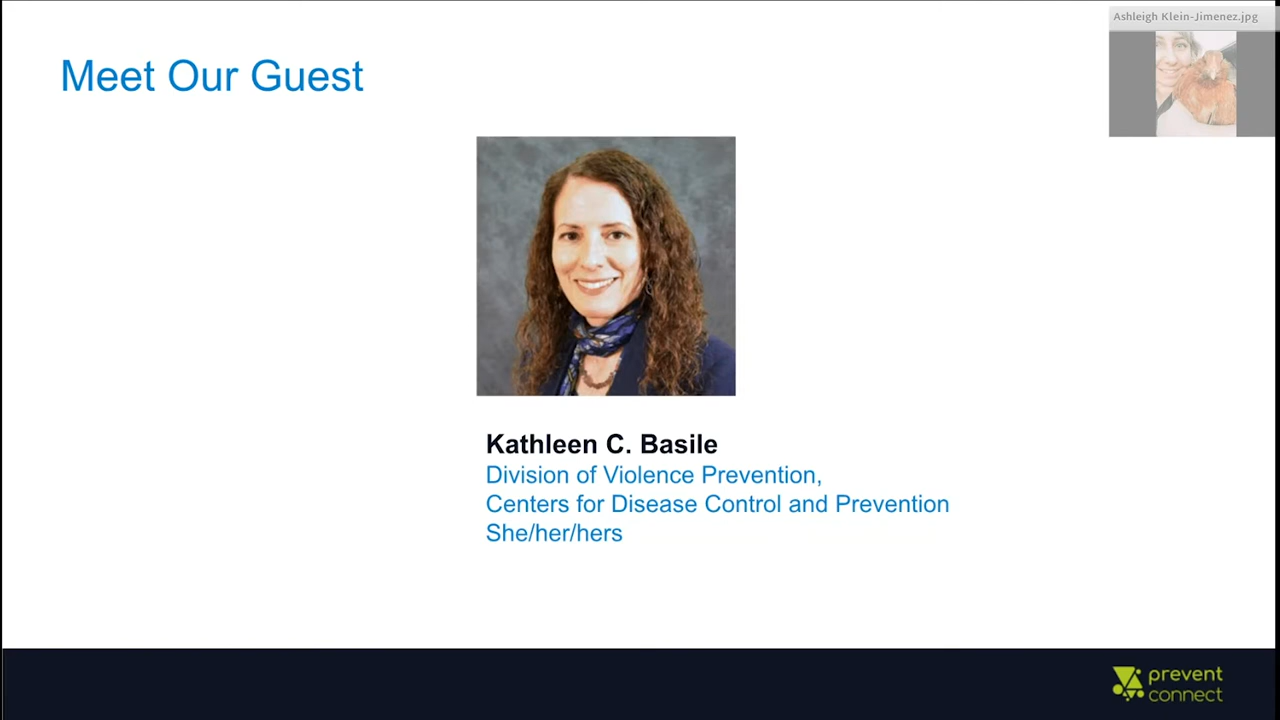 Ashleigh Klein-Jimenez.jpg
Meet Our Guest
Kathleen C. Basile
Division of Violence Prevention,
Centers for Disease Control and Prevention
She/her/hers
prevent
connect